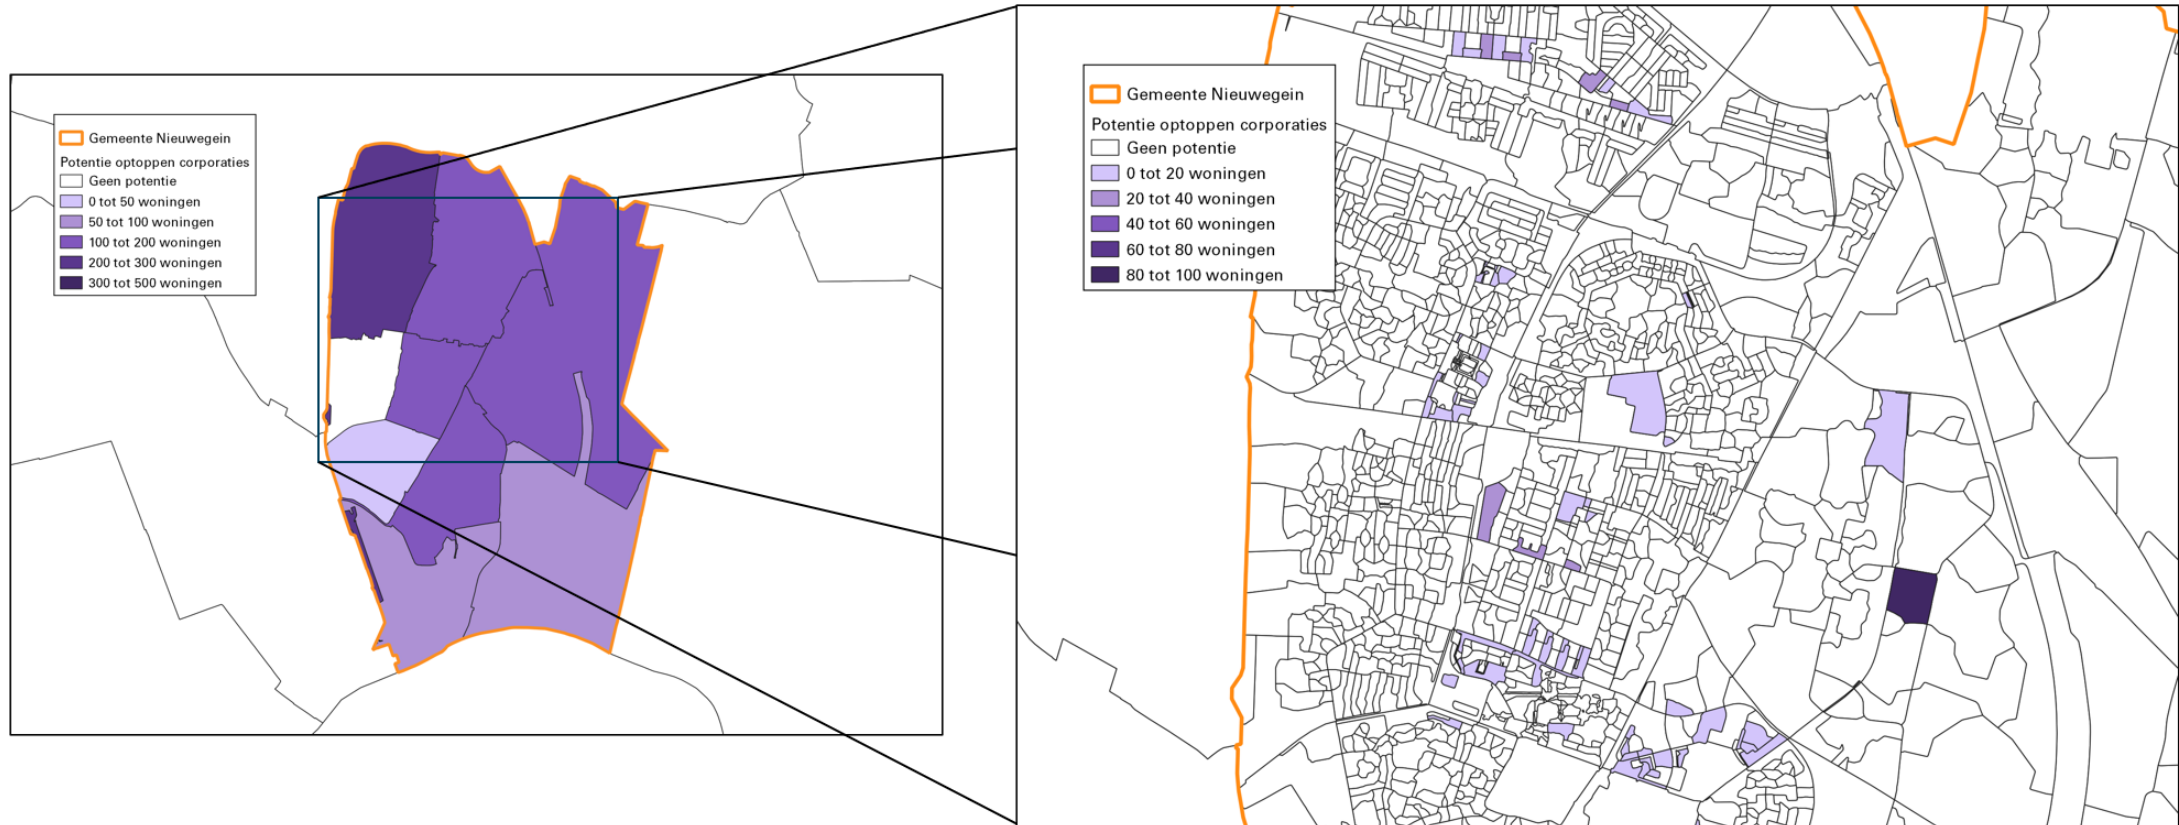 Gemeente Nieuwegein
Potentie optoppen corporaties
Geen potentie
0 tot 50 woningen
50 tot 100 woningen
100 tot 200 woningen
200 tot 300 woningen
300 tot 500 woningen
Gemeente Nieuwegein
Potentie optoppen corporaties
Geen potentie
0 tot 20 woningen
20 tot 40 woningen
40 tot 60 woningen
60 tot 80 woningen
80 tot 100 woningen